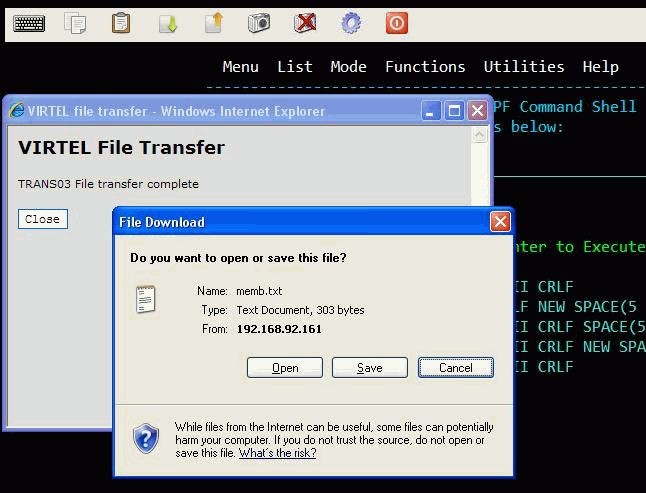 Menu List Mode Functions Utilities Help
VIRTEL file transfer - Windows Internet Explorer
PF Command Shell
s below:
VIRTEL File Transfer
TRANS03 File transfer complete
Close
File Download
Do you want to open or save this file?
nter to Execute
Name: memb.txt
Type: Text Document, 303 bytes
From: 192.168.92.161
II CRLF
LF NEW SPACE(5
II CRLF SPACE(5
II CRLF NEW SPA
II CRLF
Open Save Cancel
While files from the Internet can be useful, some files can potentially
harm your computer. If you do not trust the source, do not open or
save this file. What's the risk?